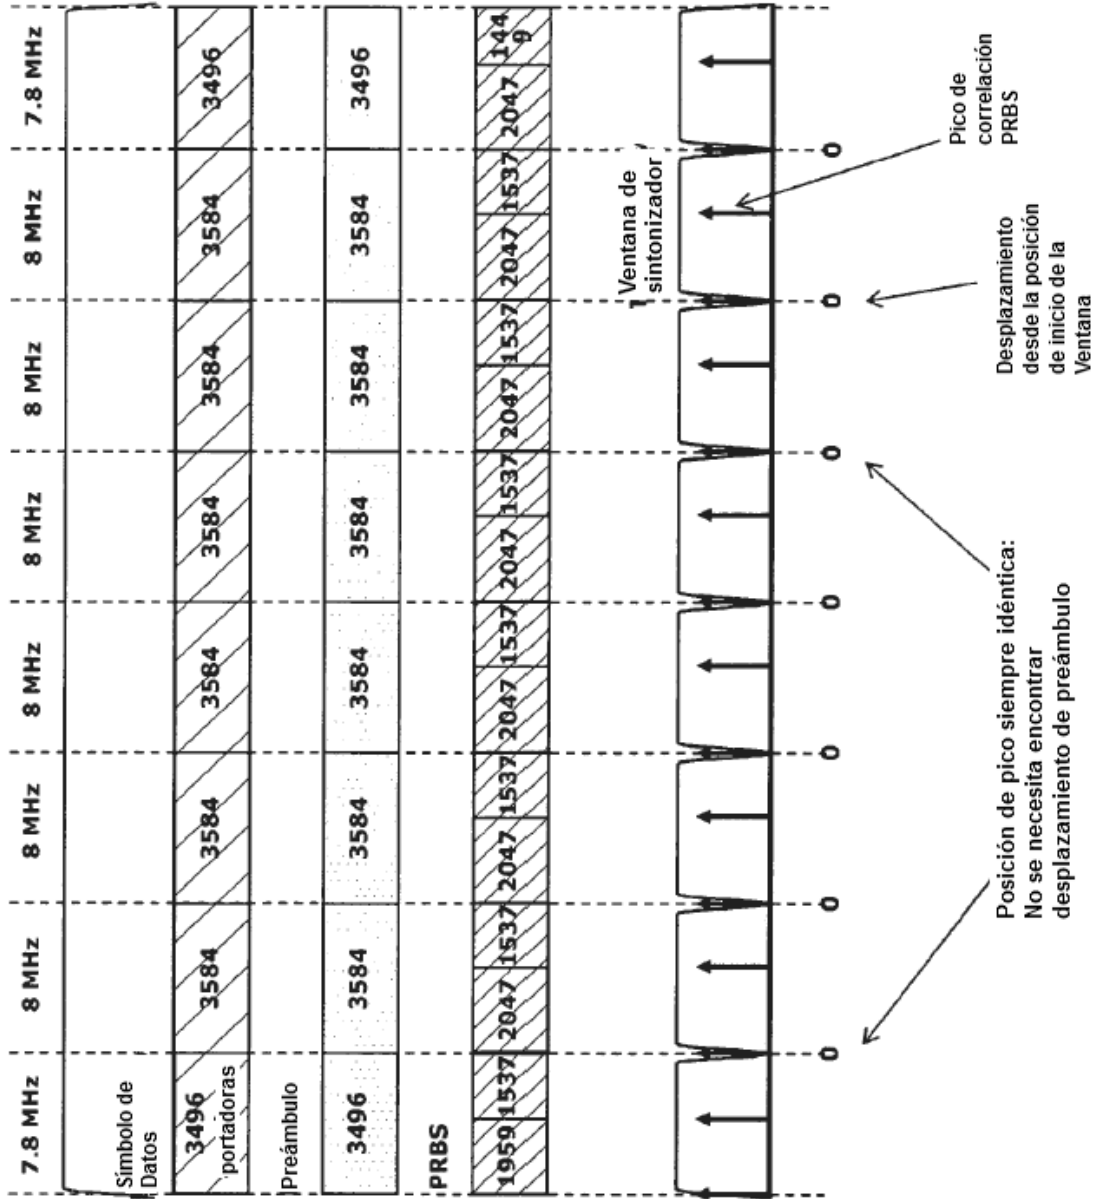 7.8 MHz 8 MHz 8 MHz 8 MHz 8 MHz 8 MHz 8 MHz 7.8 MHz
Símbolo de
Datos
3496 3584 3584 3584 3584 3584 3584 3496
portadoras
Preámbulo
3496 3584 3584 3584 3584 3584 3584 3496
PRBS
1959 1537 2047 1537 2047 1537 2047 1537 2047 1537 2047 1537 2047 1537 2047 144
9
Ventana de
sintonizador
0 0 0 0 0 0 0
Pico de
correlación
PRBS
Desplazamiento
desde la posición
de inicio de la
Ventana
Posición de pico siempre idéntica:
No se necesita encontrar
desplazamiento de preámbulo